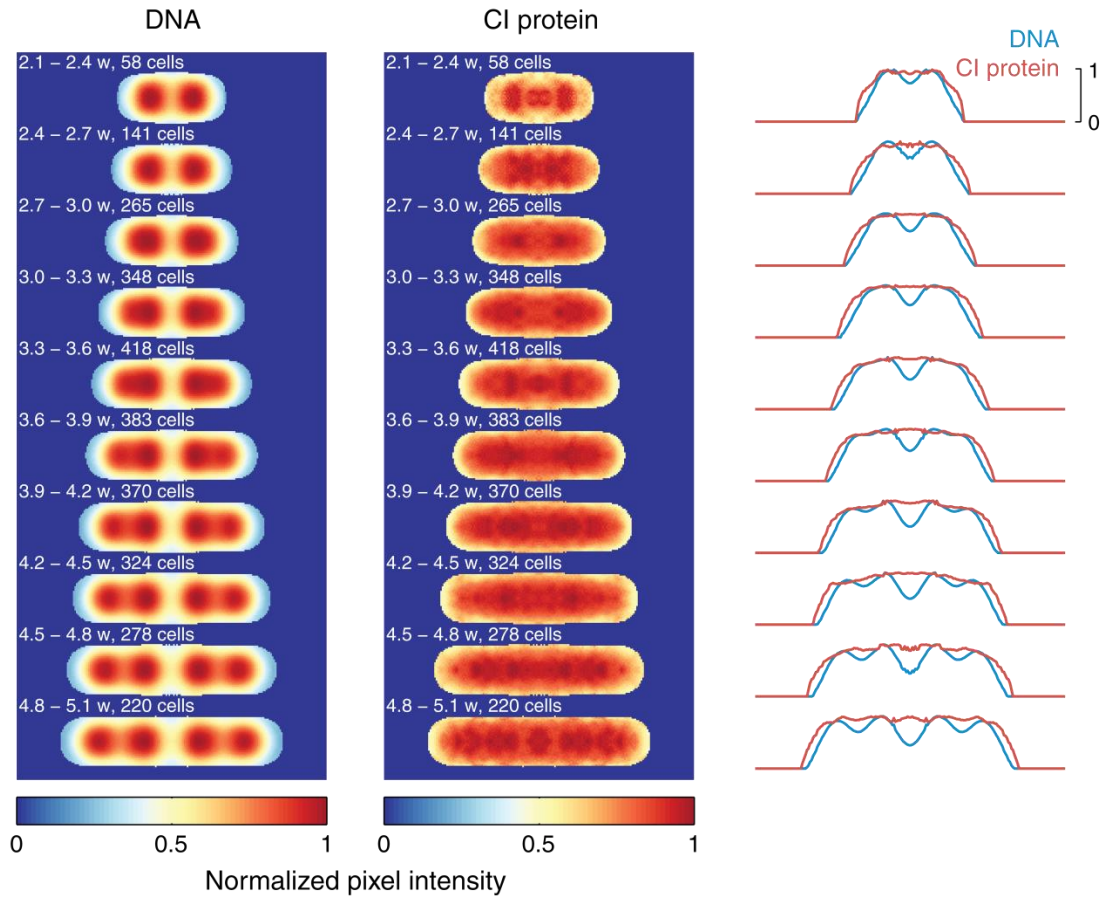 DNA
CI protein
DNA
CI protein
1
0
2.1 – 2.4 w, 58 cells
2.4 – 2.7 w, 141 cells
2.7 – 3.0 w, 265 cells
3.0 – 3.3 w, 348 cells
3.3 – 3.6 w, 418 cells
3.6 – 3.9 w, 383 cells
3.9 – 4.2 w, 370 cells
4.2 – 4.5 w, 324 cells
4.5 – 4.8 w, 278 cells
4.8 – 5.1 w, 220 cells
2.1 – 2.4 w, 58 cells
2.4 – 2.7 w, 141 cells
2.7 – 3.0 w, 265 cells
3.0 – 3.3 w, 348 cells
3.3 – 3.6 w, 418 cells
3.6 – 3.9 w, 383 cells
3.9 – 4.2 w, 370 cells
4.2 – 4.5 w, 324 cells
4.5 – 4.8 w, 278 cells
4.8 – 5.1 w, 220 cells
0 0.5 1
0 0.5 1
Normalized pixel intensity